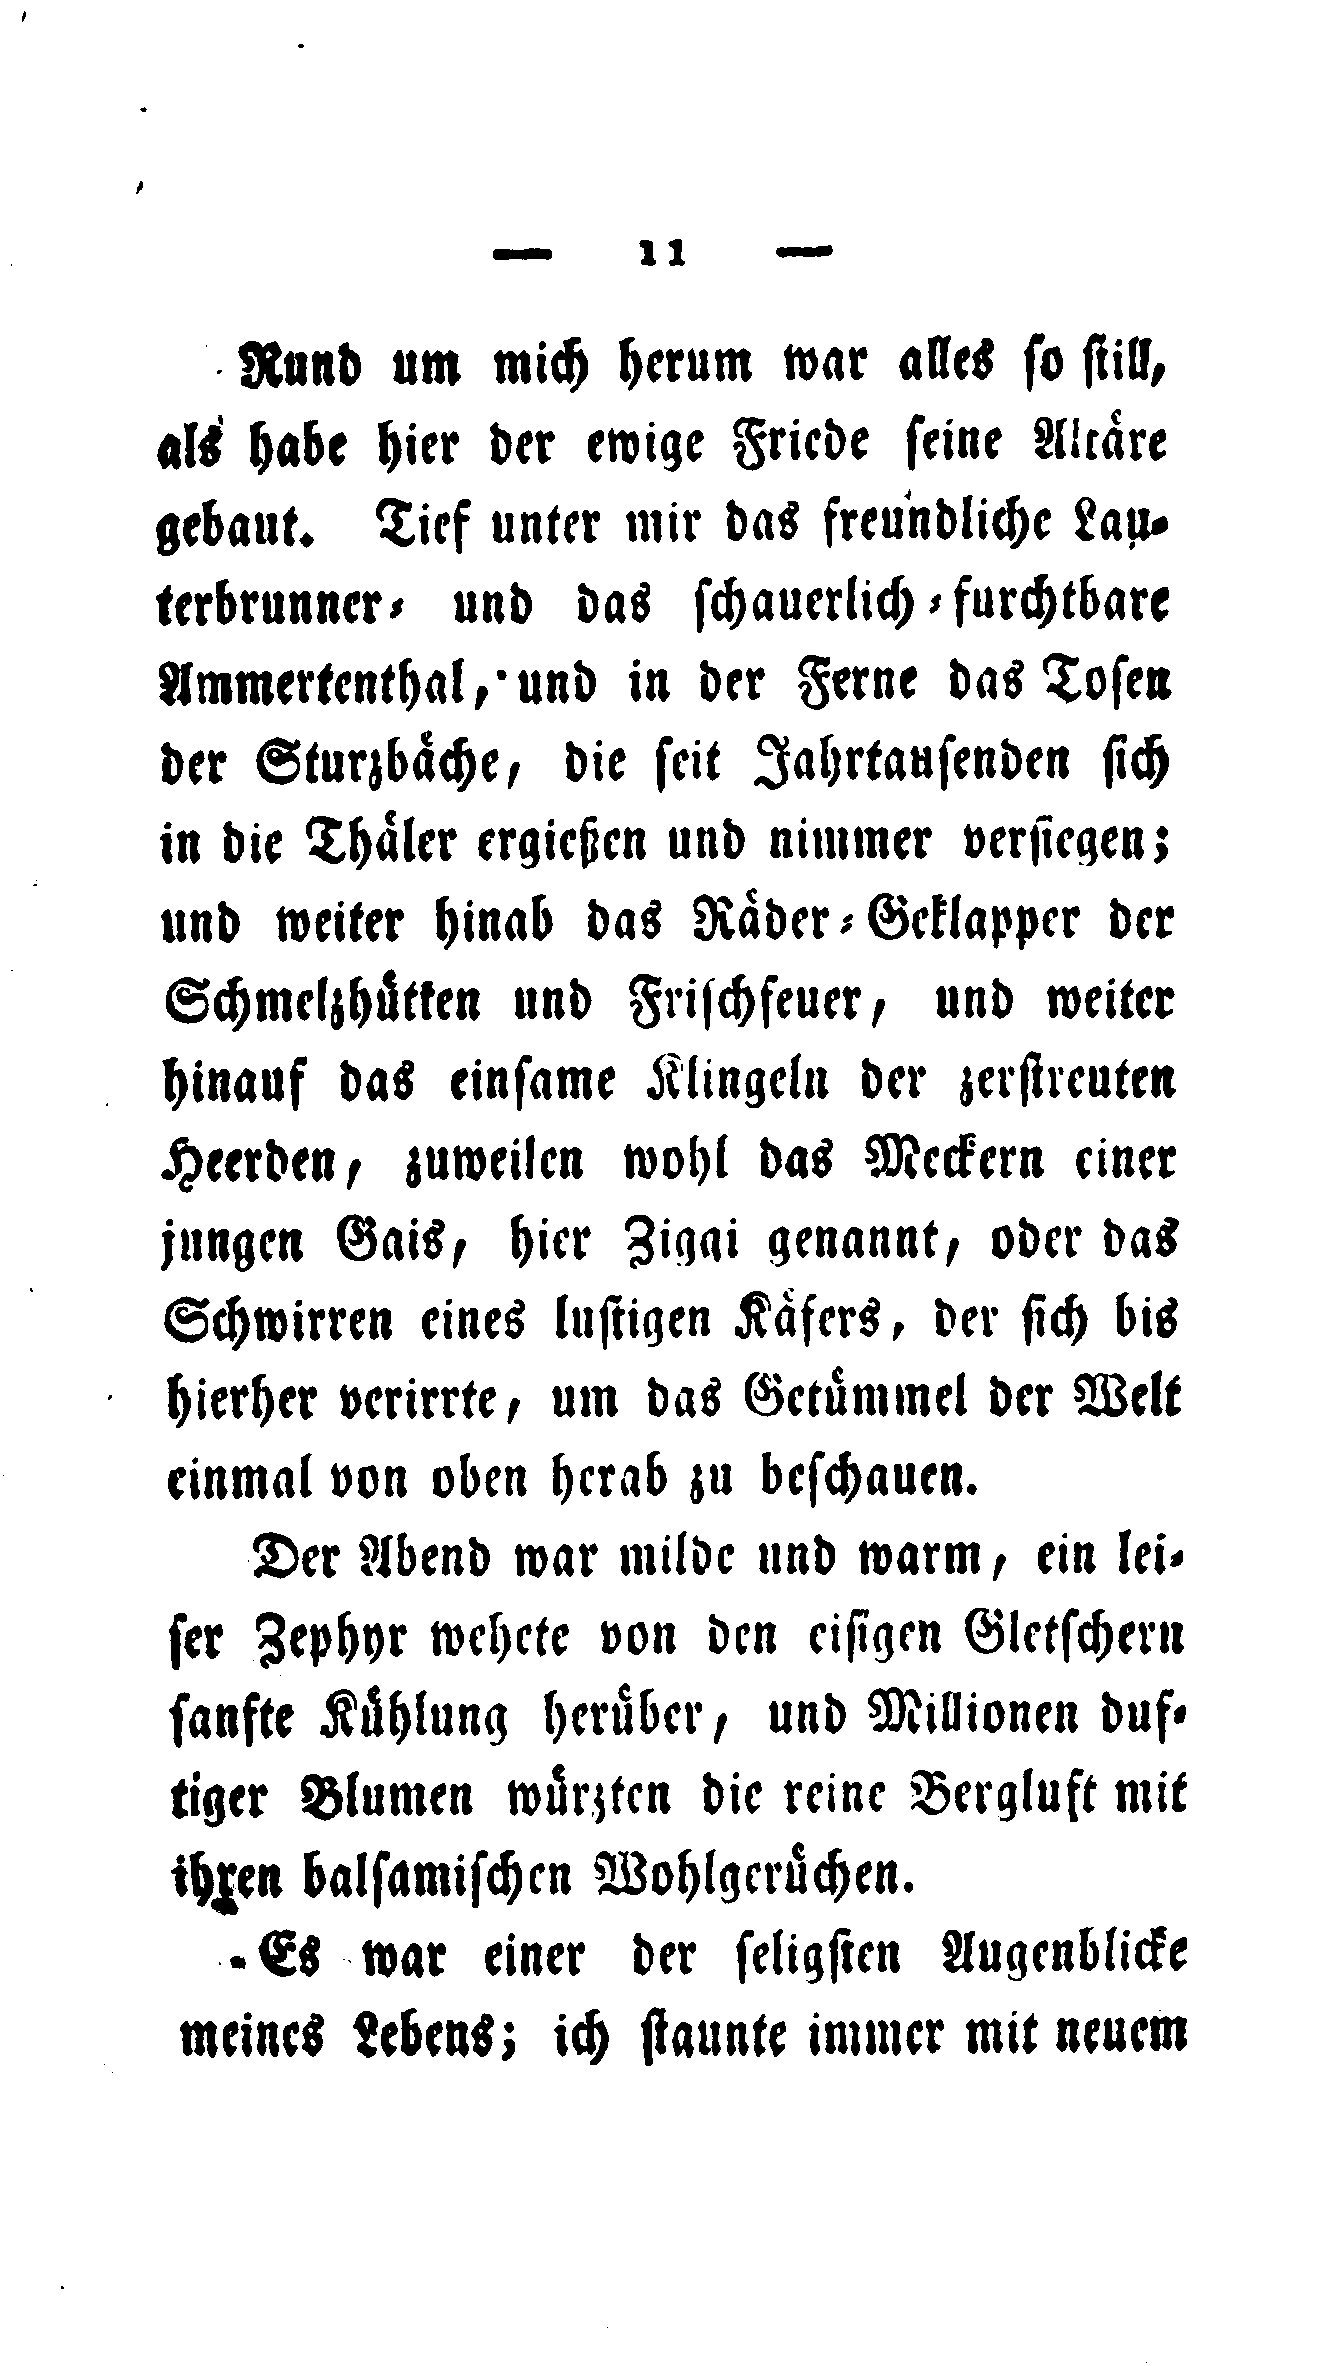 — 11 —
Rund um mich herum war alles so still,
als habe hier der ewige Friede seine Altäre
gebaut. Tief unter mir das freundliche Lau-
terbrunner- und das schauerlich-furchtbare
Ammertenthal, und in der Ferne das Tosen
der Sturzbäche, die seit Jahrtausenden sich
in die Thäler ergießen und nimmer versiegen;
und weiter hinab das Räder-Geklapper der
Schmelzhütten und Frischfeuer, und weiter
hinauf das einsame Klingeln der zerstreuten
Heerden, zuweilen wohl das Meckern einer
jungen Gais, hier Zigai genannt, oder das
Schwirren eines lustigen Käfers, der sich bis
hierher verirrte, um das Getümmel der Welt
einmal von oben herab zu beschauen.
Der Abend war milde und warm, ein lei-
ser Zephyr wehete von den eisigen Gletschern
sanfte Kühlung herüber, und Millionen duf-
tiger Blumen würzten die reine Bergluft mit
ihren balsamischen Wohlgerüchen.
Es war einer der seligsten Augenblicke
meines Lebens; ich staunte immer mit neuem